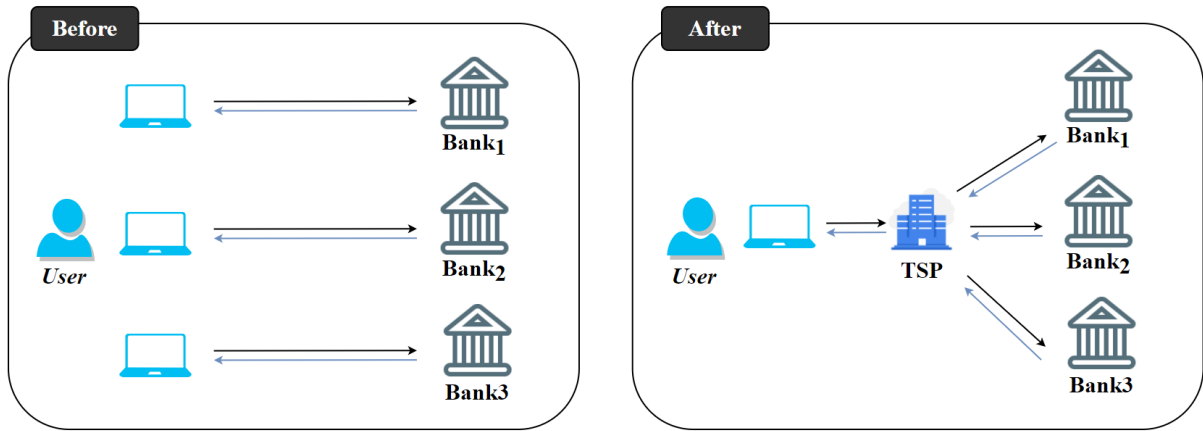 Before
Bank1
User
Bank2
Bank3
After
Bank1
User
TSP
Bank2
Bank3